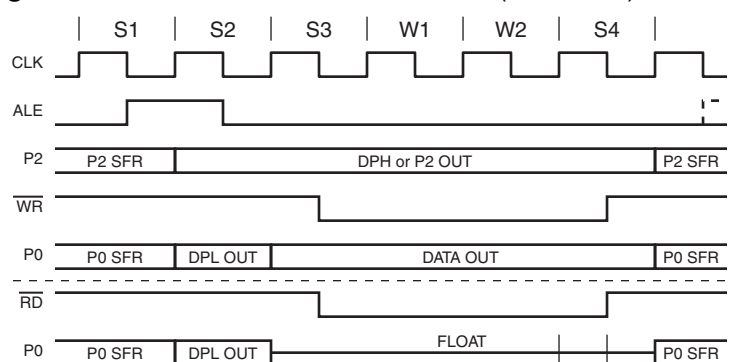 S1 S2 S3 W1 W2 S4
CLK
ALE
P2 P2 SFR DPH or P2 OUT P2 SFR
WR
P0 P0 SFR DPL OUT DATA OUT P0 SFR
RD
P0 P0 SFR DPL OUT FLOAT P0 SFR